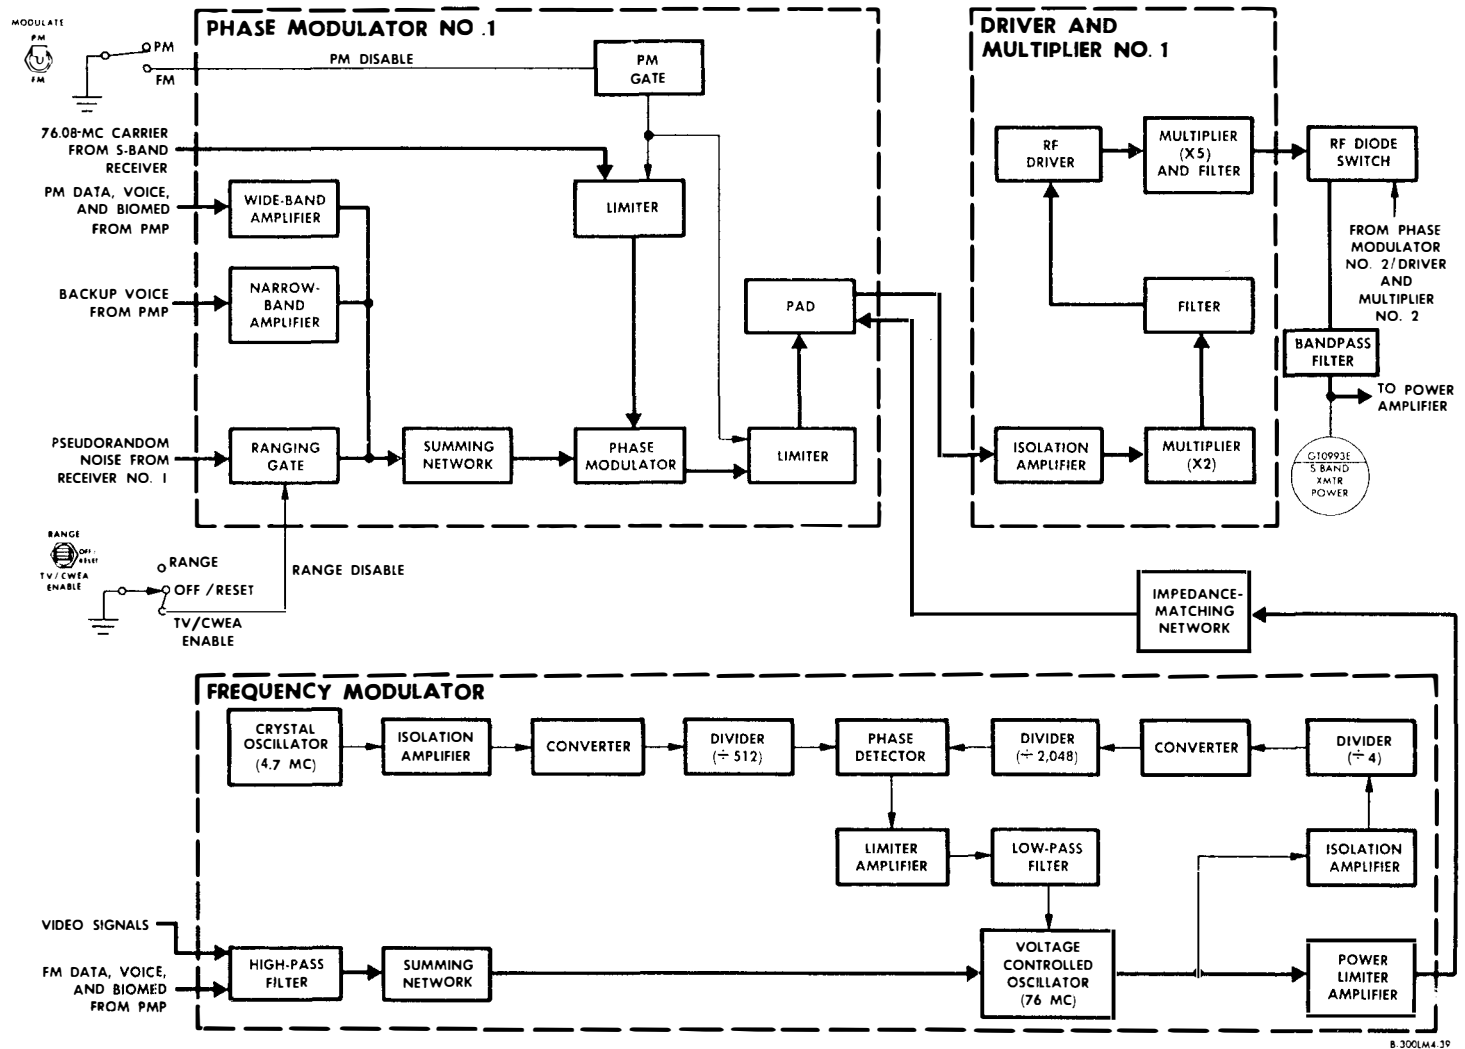 MODULATE
PM
FM
PM
FM
PHASE MODULATOR NO .1
PM DISABLE
PM
GATE
76.08-MC CARRIER
FROM S-BAND
RECEIVER
PM DATA, VOICE,
AND BIOMED
FROM PMP
WIDE-BAND
AMPLIFIER
LIMITER
BACKUP VOICE
FROM PMP
NARROW-
BAND
AMPLIFIER
PAD
PSEUDORANDOM
NOISE FROM
RECEIVER NO. 1
RANGING
GATE
SUMMING
NETWORK
PHASE
MODULATOR
LIMITER
DRIVER AND
MULTIPLIER NO. 1
RF
DRIVER
MULTIPLIER
(X5)
AND FILTER
RF DIODE
SWITCH
FROM PHASE
MODULATOR
NO. 2/DRIVER
AND
MULTIPLIER
NO. 2
FILTER
BANDPASS
FILTER
TO POWER
AMPLIFIER
ISOLATION
AMPLIFIER
MULTIPLIER
(X2)
GT0993E
S BAND
XMTR
POWER
RANGE
OFF/
RESET
TV/CWEA
ENABLE
RANGE
OFF/RESET
TV/CWEA
ENABLE
RANGE DISABLE
IMPEDANCE-
MATCHING
NETWORK
FREQUENCY MODULATOR
CRYSTAL
OSCILLATOR
(4.7 MC)
ISOLATION
AMPLIFIER
CONVERTER
DIVIDER
(÷ 512)
PHASE
DETECTOR
DIVIDER
(÷ 2,048)
CONVERTER
DIVIDER
(÷ 4)
LIMITER
AMPLIFIER
LOW-PASS
FILTER
ISOLATION
AMPLIFIER
VIDEO SIGNALS
FM DATA, VOICE,
AND BIOMED
FROM PMP
HIGH-PASS
FILTER
SUMMING
NETWORK
VOLTAGE
CONTROLLED
OSCILLATOR
(76 MC)
POWER
LIMITER
AMPLIFIER
B-300LM4-39